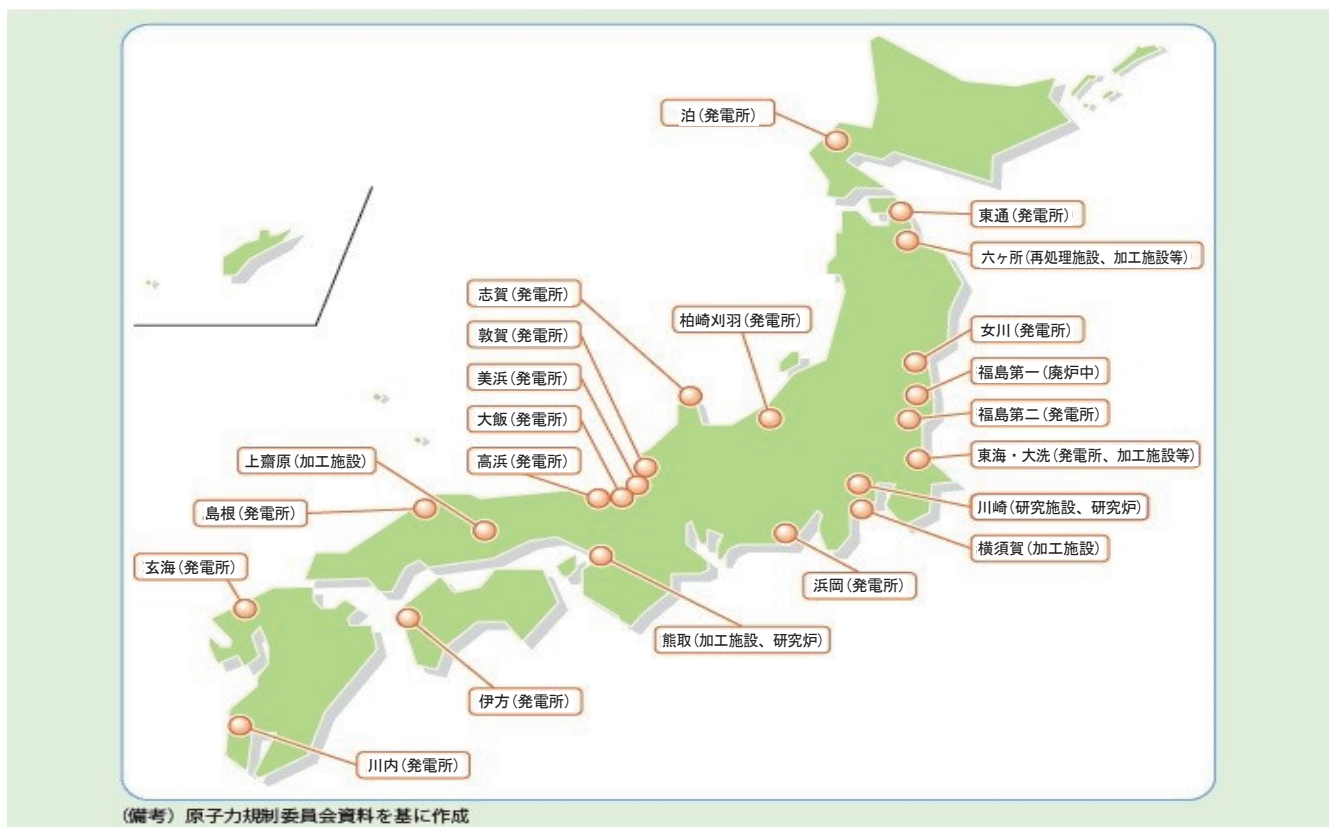 泊(発電所)
東通(発電所)
六ヶ所(再処理施設、加工施設等)
志賀(発電所)
柏崎刈羽(発電所)
敦賀(発電所)
女川(発電所)
美浜(発電所)
福島第一(廃炉中)
大飯(発電所)
福島第二(発電所)
高浜(発電所)
上齋原(加工施設)
東海・大洗(発電所、加工施設等)
島根(発電所)
川崎(研究施設、研究炉)
横須賀(加工施設)
玄海(発電所)
浜岡(発電所)
熊取(加工施設、研究炉)
伊方(発電所)
川内(発電所)
(備考)原子力規制委員会資料を基に作成